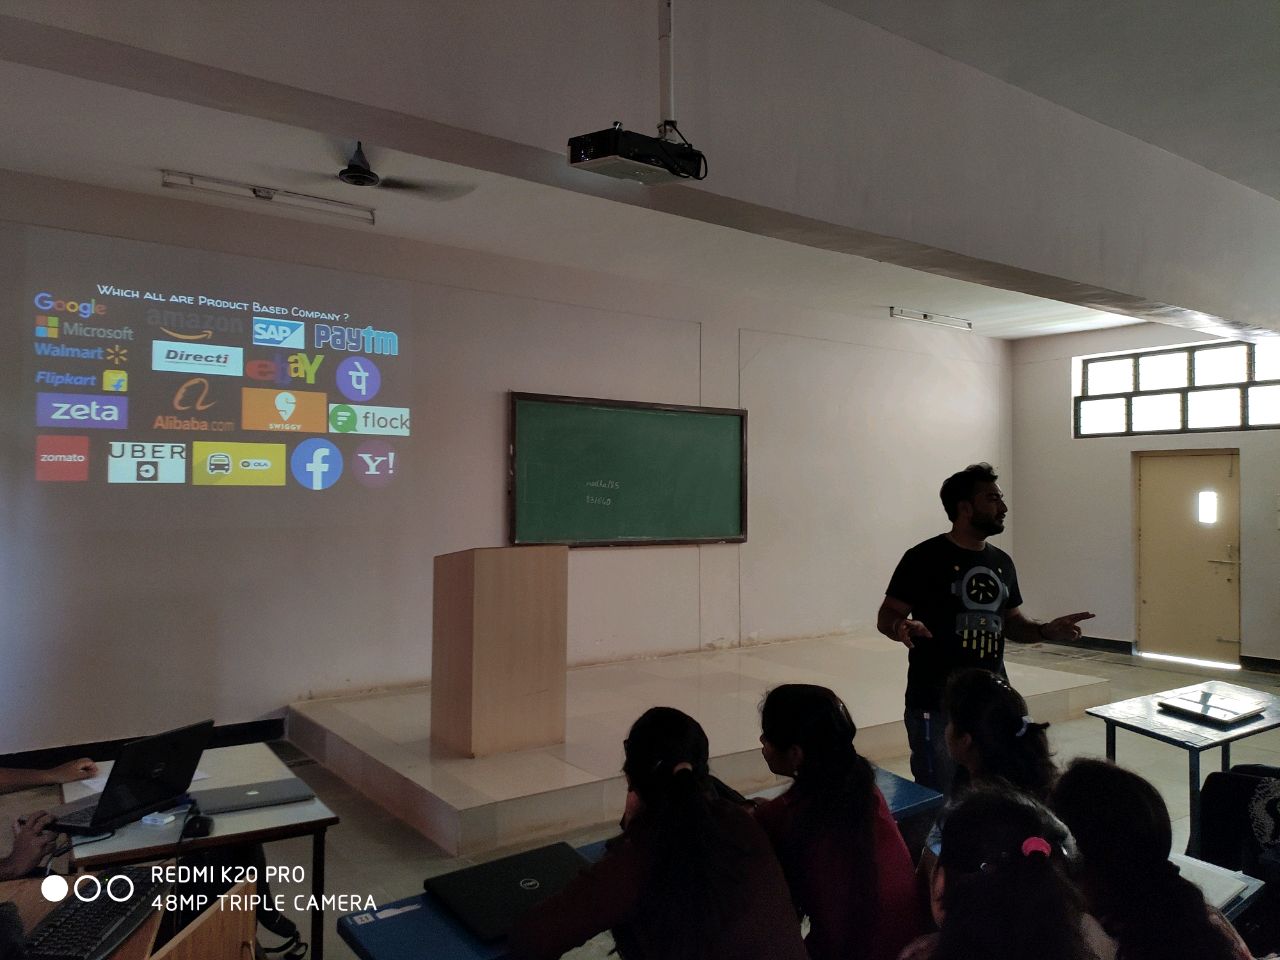 Which all are Product Based Company ?
Google
amazon
SAP
paytm
Microsoft
Walmart
Directi
ebay
पे
Flipkart
zeta
Alibaba.com
SWIGGY
flock
zomato
UBER
OLA
f
Y!
REDMI K20 PRO
48MP TRIPLE CAMERA